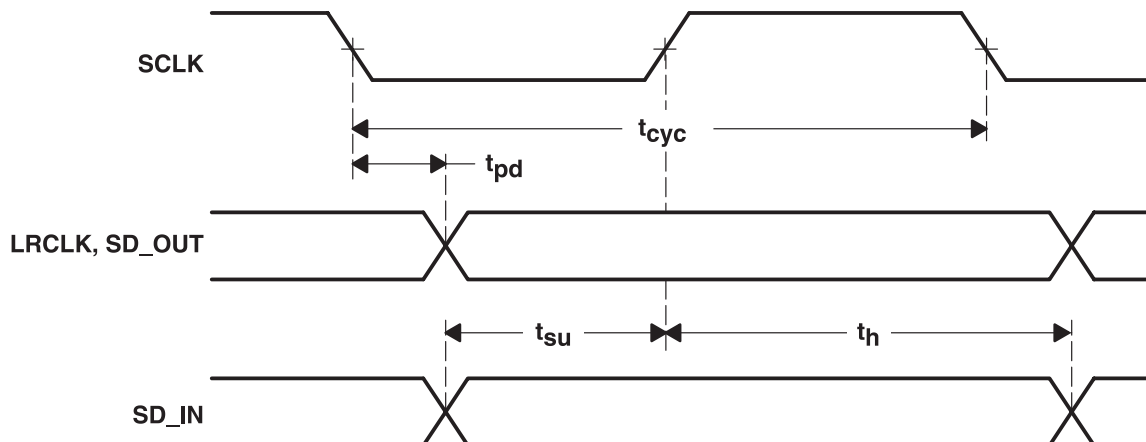 SCLK
tcyc
tpd
LRCLK, SD_OUT
tsu
th
SD_IN